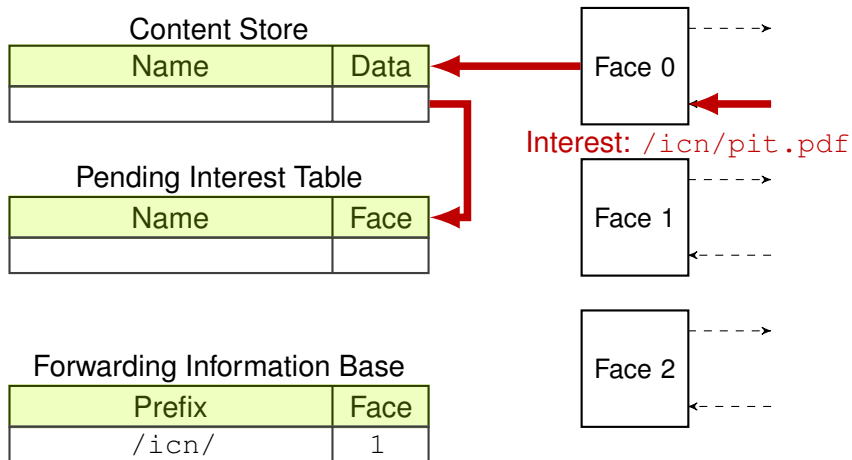 Content Store
Name Data
Face 0
Interest: /icn/pit.pdf
Pending Interest Table
Name Face
Face 1
Forwarding Information Base
Face 2
Prefix Face
/icn/ 1